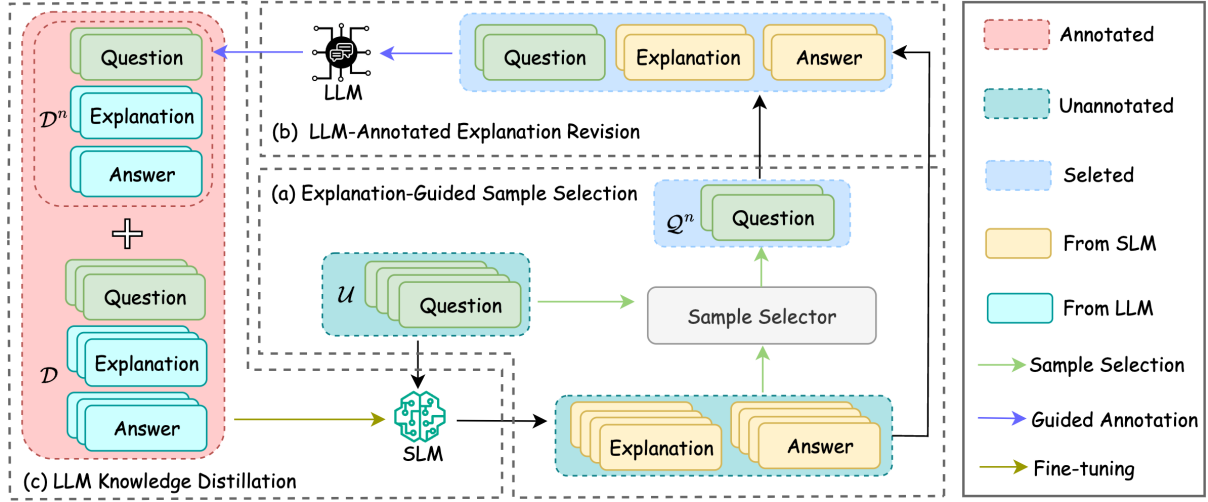 Question
𝒟ⁿ
Explanation
Answer
+
Question
𝒟
Explanation
Answer
(c) LLM Knowledge Distillation
LLM
Question
Explanation
Answer
(b) LLM-Annotated Explanation Revision
(a) Explanation-Guided Sample Selection
𝒬ⁿ
Question
𝒰
Question
Sample Selector
SLM
Explanation
Answer
Annotated
Unannotated
Seleted
From SLM
From LLM
Sample Selection
Guided Annotation
Fine-tuning